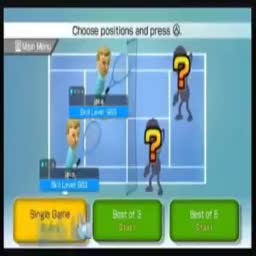 Choose positions and press Ⓐ.
Main Menu
?
Skill Level
?
Skill Level
Single Game
Best of 3
Start
Best of 5
Start